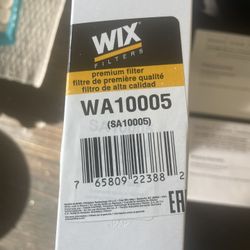 WIX
FILTERS
premium filter
filtre de première qualité
filtro de alta calidad
WA10005
(SA10005)
7 65809 22388 2
EAC